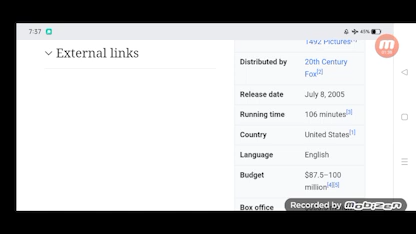 7:37
45%
External links
1492 Pictures[1]
Distributed by
20th Century
Fox[2]
Release date
July 8, 2005
Running time
106 minutes[3]
Country
United States[1]
Language
English
Budget
$87.5–100
million[4][5]
Box office
Recorded by mobizen